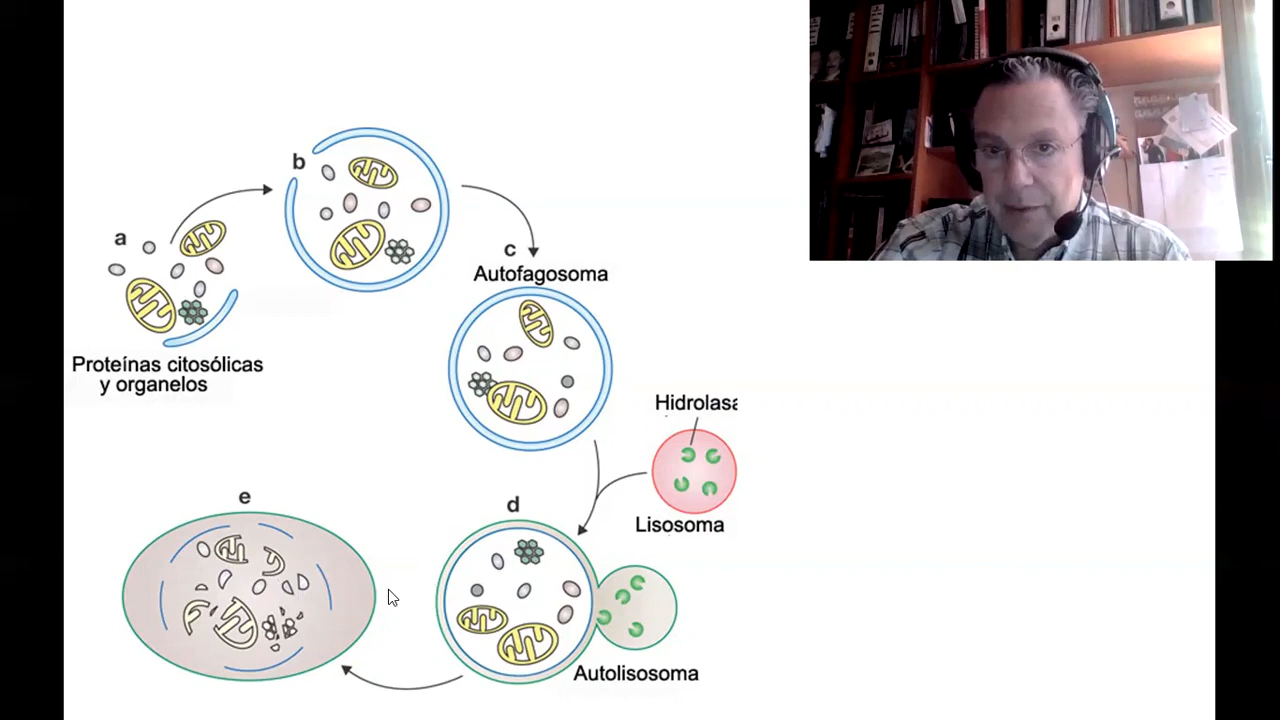 b
a
c
Autofagosoma
Proteínas citosólicas
y organelos
Hidrolasa
e
d
Lisosoma
Autolisosoma